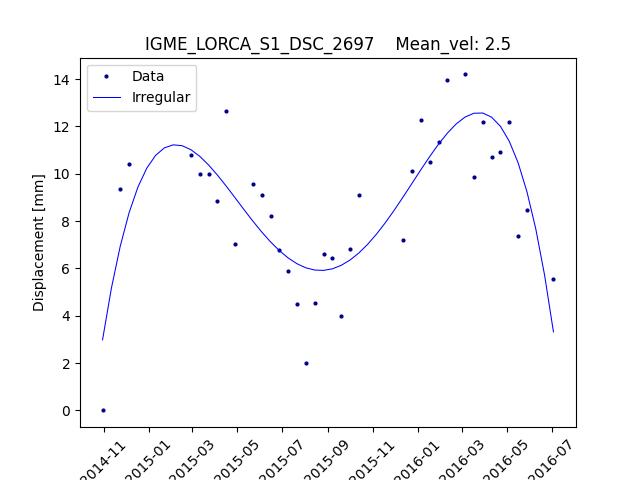 IGME_LORCA_S1_DSC_2697    Mean_vel: 2.5
Data
Irregular
Displacement [mm]
14
12
10
8
6
4
2
0
2014-11 2015-01 2015-03 2015-05 2015-07 2015-09 2015-11 2016-01 2016-03 2016-05 2016-07